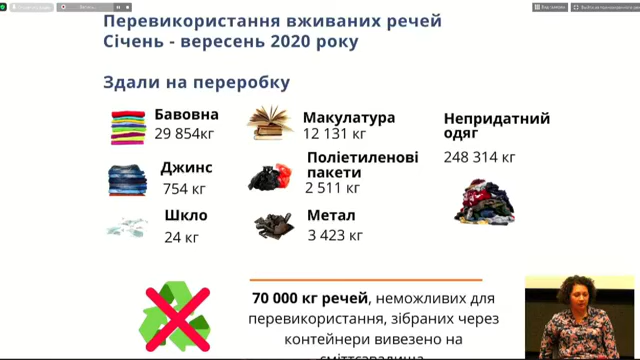 Перевикористання вживаних речей
Січень - вересень 2020 року
Здали на переробку
Бавовна
29 854кг
Макулатура
12 131 кг
Непридатний
одяг
248 314 кг
Джинс
754 кг
Поліетиленові
пакети
2 511 кг
Шкло
24 кг
Метал
3 423 кг
70 000 кг речей, неможливих для
перевикористання, зібраних через
контейнери вивезено на
сміттєзвалища